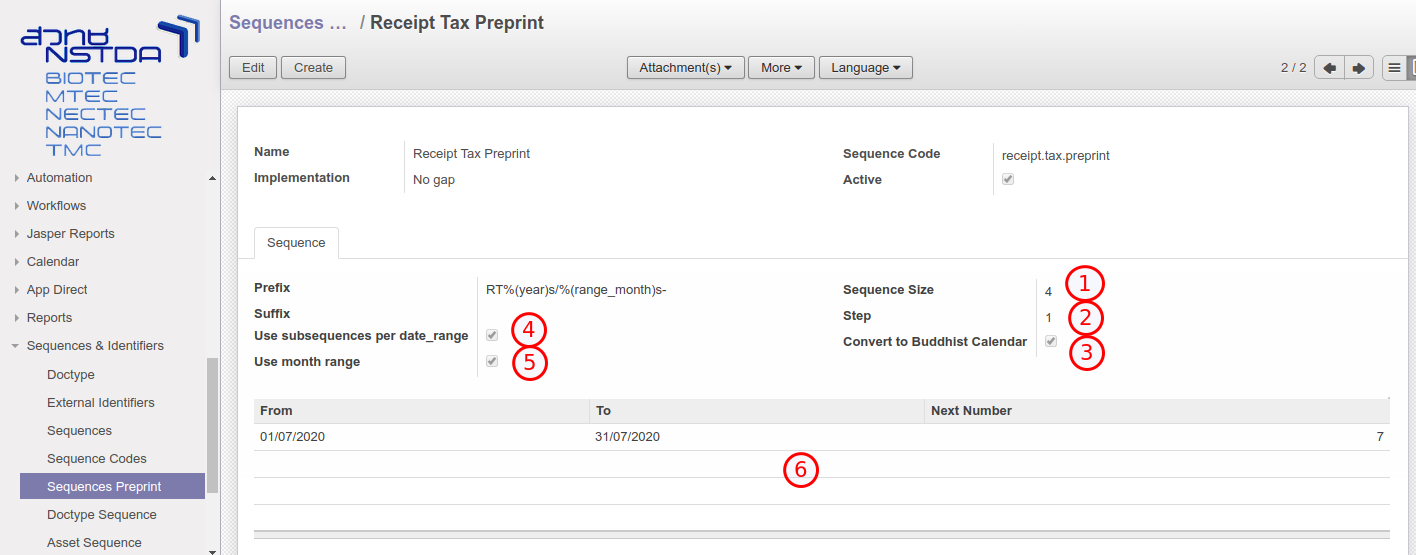 สวทช
NSTDA
BIOTEC
MTEC
NECTEC
NANOTEC
TMC
Automation
Workflows
Jasper Reports
Calendar
App Direct
Reports
Sequences & Identifiers
Doctype
External Identifiers
Sequences
Sequence Codes
Sequences Preprint
Doctype Sequence
Asset Sequence
Sequences ... / Receipt Tax Preprint
Edit Create Attachment(s) More Language 2 / 2
Name Receipt Tax Preprint Sequence Code receipt.tax.preprint
Implementation No gap Active
Sequence
Prefix RT%(year)s/%(range_month)s- Sequence Size 4 1
Suffix Step 1 2
Use subsequences per date_range 4 Convert to Buddhist Calendar 3
Use month range 5
From To Next Number
01/07/2020 31/07/2020 7
6